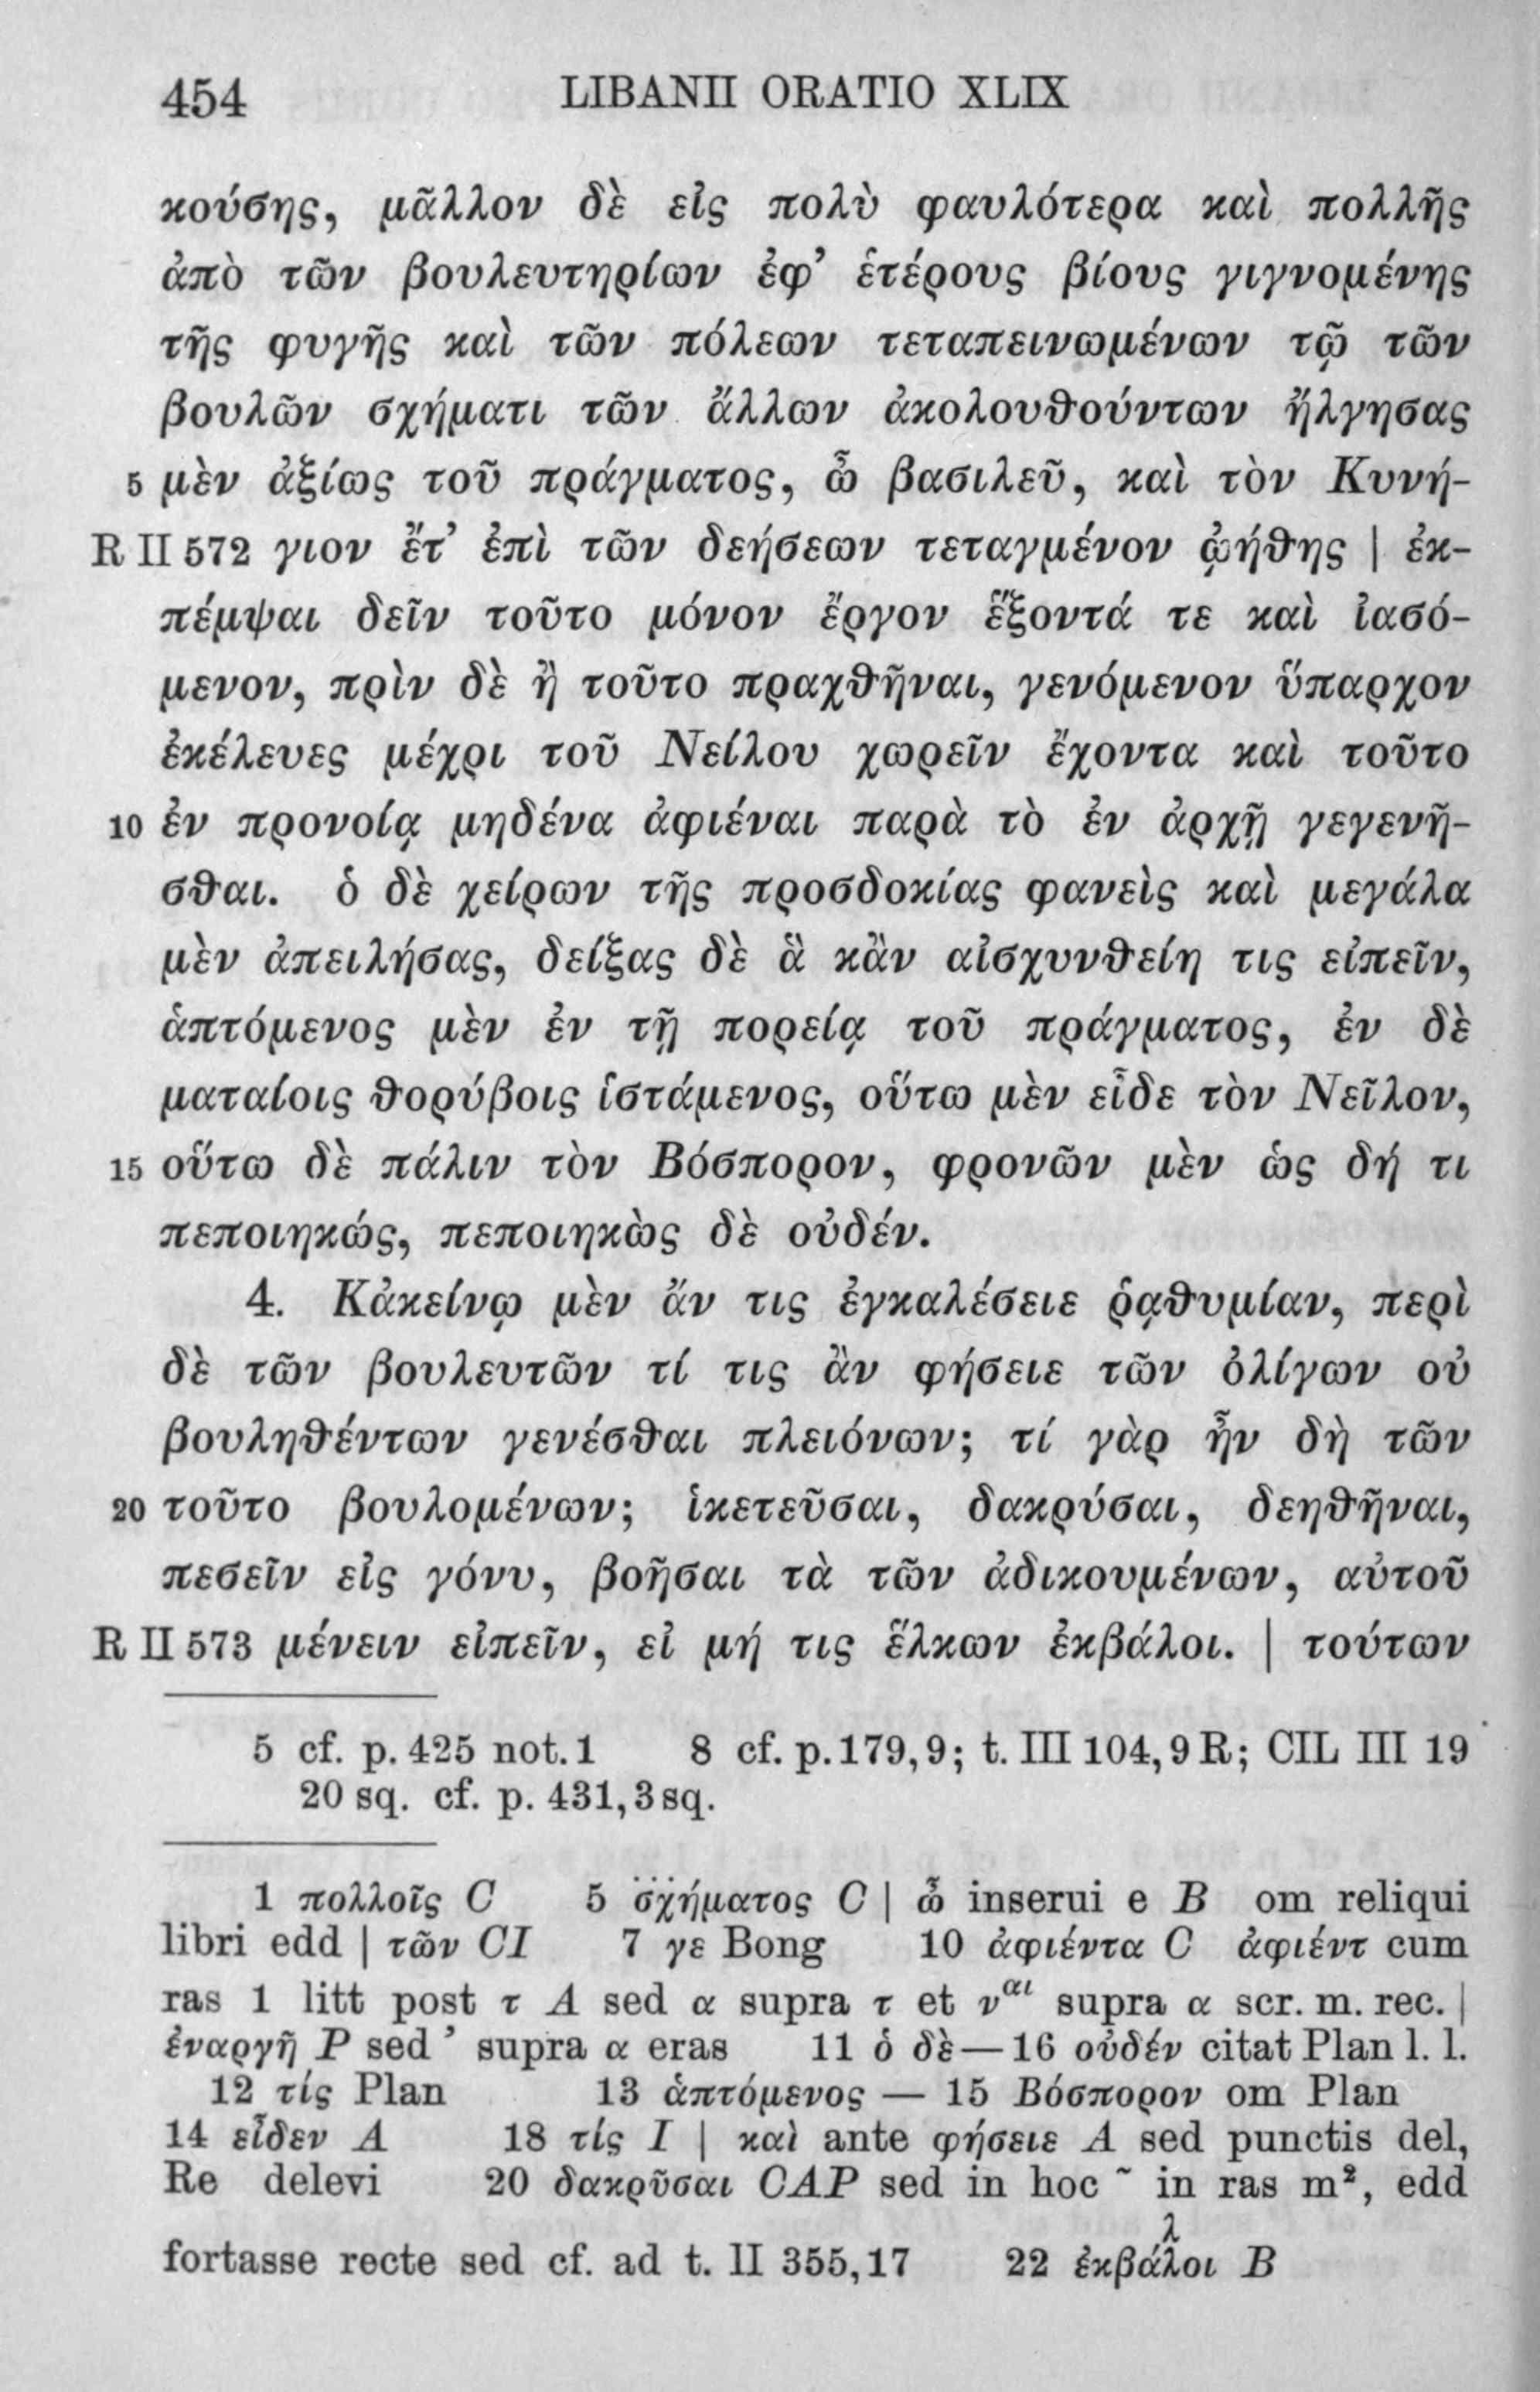 454 LIBANII ORATIO XLIX
κούσης, μᾶλλον δὲ εἰς πολὺ φαυλότερα καὶ πολλῆς
ἀπὸ τῶν βουλευτηρίων ἐφ’ ἑτέρους βίους γιγνομένης
τῆς φυγῆς καὶ τῶν πόλεων τεταπεινωμένων τῷ τῶν
βουλῶν σχήματι τῶν ἄλλων ἀκολουθούντων ἤλγησας
5 μὲν ἀξίως τοῦ πράγματος, ὦ βασιλεῦ, καὶ τὸν Κυνή-
R II 572 γιον ἔτ’ ἐπὶ τῶν δεήσεων τεταγμένον ᾠήθης | ἐκ-
πέμψαι δεῖν τοῦτο μόνον ἔργον ἕξοντά τε καὶ ἰασό-
μενον, πρὶν δὲ ἢ τοῦτο πραχθῆναι, γενόμενον ὕπαρχον
ἐκέλευες μέχρι τοῦ Νείλου χωρεῖν ἔχοντα καὶ τοῦτο
10 ἐν προνοίᾳ μηδένα ἀφιέναι παρὰ τὸ ἐν ἀρχῇ γεγενῆ-
σθαι. ὁ δὲ χείρων τῆς προσδοκίας φανεὶς καὶ μεγάλα
μὲν ἀπειλήσας, δείξας δὲ ἃ κἂν αἰσχυνθείη τις εἰπεῖν,
ἁπτόμενος μὲν ἐν τῇ πορείᾳ τοῦ πράγματος, ἐν δὲ
ματαίοις θορύβοις ἱστάμενος, οὕτω μὲν εἶδε τὸν Νεῖλον,
15 οὕτω δὲ πάλιν τὸν Βόσπορον, φρονῶν μὲν ὡς δή τι
πεποιηκώς, πεποιηκὼς δὲ οὐδέν.
4. Κἀκείνῳ μὲν ἄν τις ἐγκαλέσειε ῥᾳθυμίαν, περὶ
δὲ τῶν βουλευτῶν τί τις ἂν φήσειε τῶν ὀλίγων οὐ
βουληθέντων γενέσθαι πλειόνων; τί γὰρ ἦν δὴ τῶν
20 τοῦτο βουλομένων; ἱκετεῦσαι, δακρύσαι, δεηθῆναι,
πεσεῖν εἰς γόνυ, βοῆσαι τὰ τῶν ἀδικουμένων, αὐτοῦ
R II 573 μένειν εἰπεῖν, εἰ μή τις ἕλκων ἐκβάλοι. | τούτων
5 cf. p. 425 not. 1 8 cf. p. 179, 9; t. III 104, 9 R; CIL III 19
20 sq. cf. p. 431, 3 sq.
1 πολλοῖς C 5 σχήματος C | ὦ inserui e B om reliqui
libri edd | τῶν CI 7 γε Bong 10 ἀφιέντα C ἀφιέντ cum
ras 1 litt post τ A sed α supra τ et ναι supra α scr. m. rec. |
ἐναργῆ P sed ’ supra α eras 11 ὁ δὲ — 16 οὐδέν citat Plan l. l.
12 τίς Plan 13 ἁπτόμενος — 15 Βόσπορον om Plan
14 εἶδεν A 18 τίς I | καὶ ante φήσειε A sed punctis del,
Re delevi 20 δακρῦσαι CAP sed in hoc ~ in ras m², edd
fortasse recte sed cf. ad t. II 355, 17 22 ἐκβάλλοι B